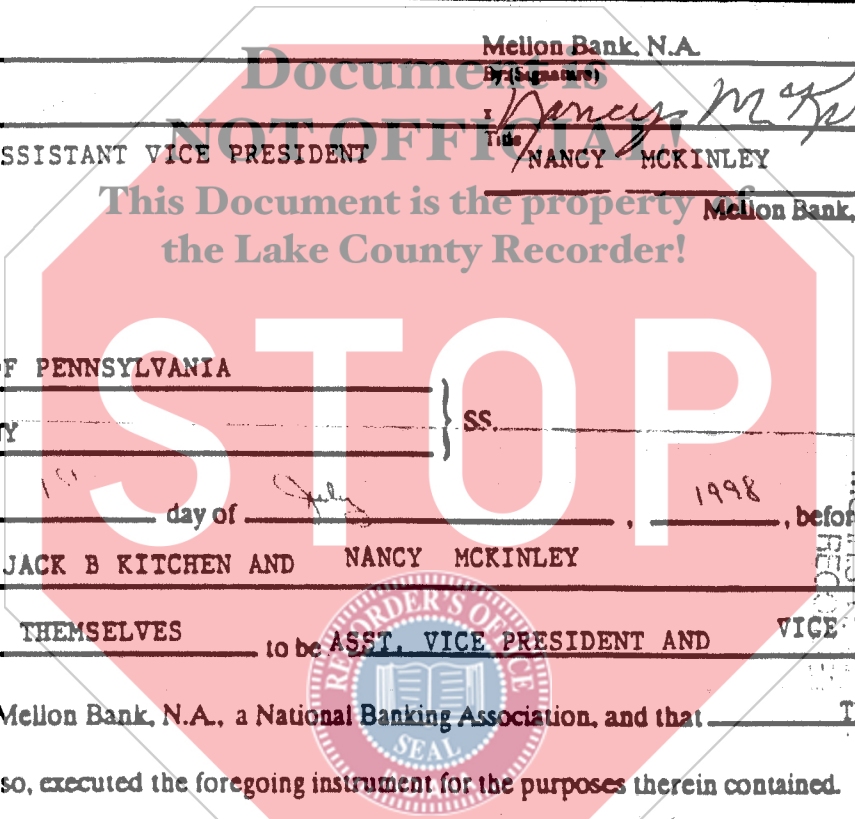 Mellon Bank, N.A.
Document is
By: (Signature)
Nancy McKi
NOT OFFICIAL!
Title
SSISTANT VICE PRESIDENT NANCY MCKINLEY
This Document is the property of
Mellon Bank,
the Lake County Recorder!
STOP
F PENNSYLVANIA
Y
SS.
day of July , 1998 , befor
JACK B KITCHEN AND NANCY MCKINLEY
THEMSELVES to be ASST. VICE PRESIDENT AND VICE
RECORDER'S OFFICE
SEAL
Mellon Bank, N.A., a National Banking Association, and that T
so, executed the foregoing instrument for the purposes therein contained.